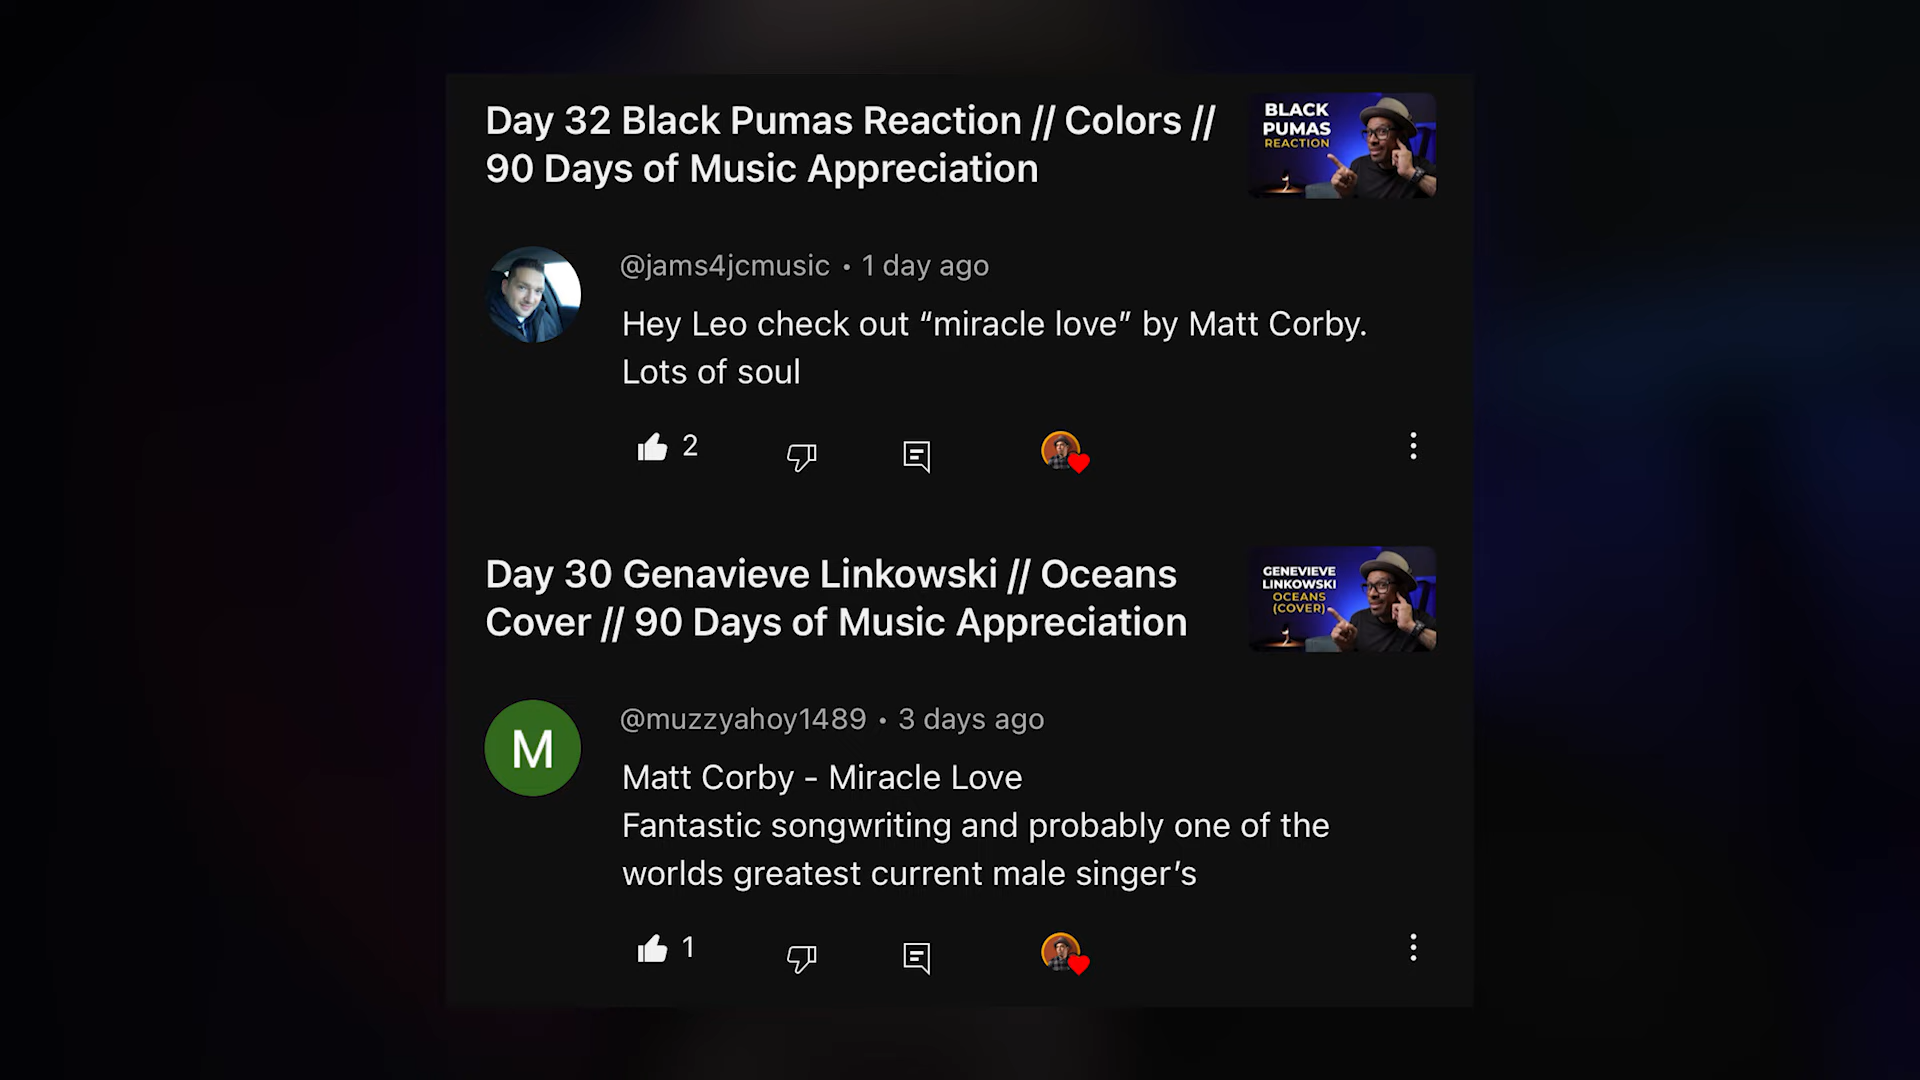 Day 32 Black Pumas Reaction // Colors //
90 Days of Music Appreciation
BLACK
PUMAS
REACTION
@jams4jcmusic • 1 day ago
Hey Leo check out “miracle love” by Matt Corby.
Lots of soul
2
Day 30 Genavieve Linkowski // Oceans
Cover // 90 Days of Music Appreciation
GENEVIEVE
LINKOWSKI
OCEANS
(COVER)
M
@muzzyahoy1489 • 3 days ago
Matt Corby - Miracle Love
Fantastic songwriting and probably one of the
worlds greatest current male singer’s
1